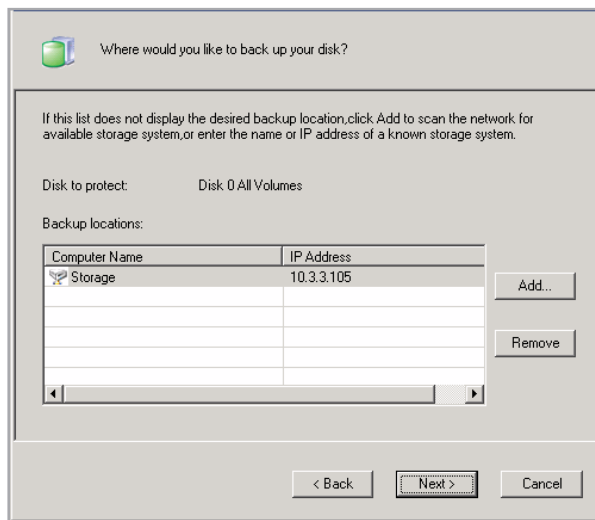 Where would you like to back up your disk?
If this list does not display the desired backup location,click Add to scan the network for
available storage system,or enter the name or IP address of a known storage system.
Disk to protect: Disk 0 All Volumes
Backup locations:
Computer Name IP Address
Storage 10.3.3.105
Add...
Remove
< Back Next > Cancel